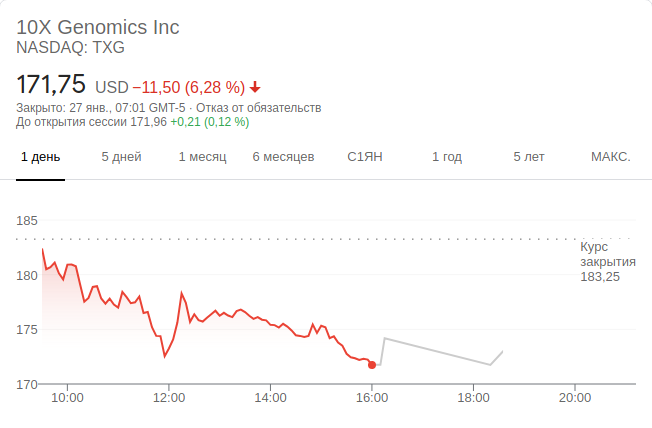 10X Genomics Inc
NASDAQ: TXG
171,75 USD −11,50 (6,28 %)
Закрыто: 27 янв., 07:01 GMT-5 · Отказ от обязательств
До открытия сессии 171,96 +0,21 (0,12 %)
1 день 5 дней 1 месяц 6 месяцев С1ЯН 1 год 5 лет МАКС.
185
Курс
закрытия
183,25
180
175
170
10:00 12:00 14:00 16:00 18:00 20:00